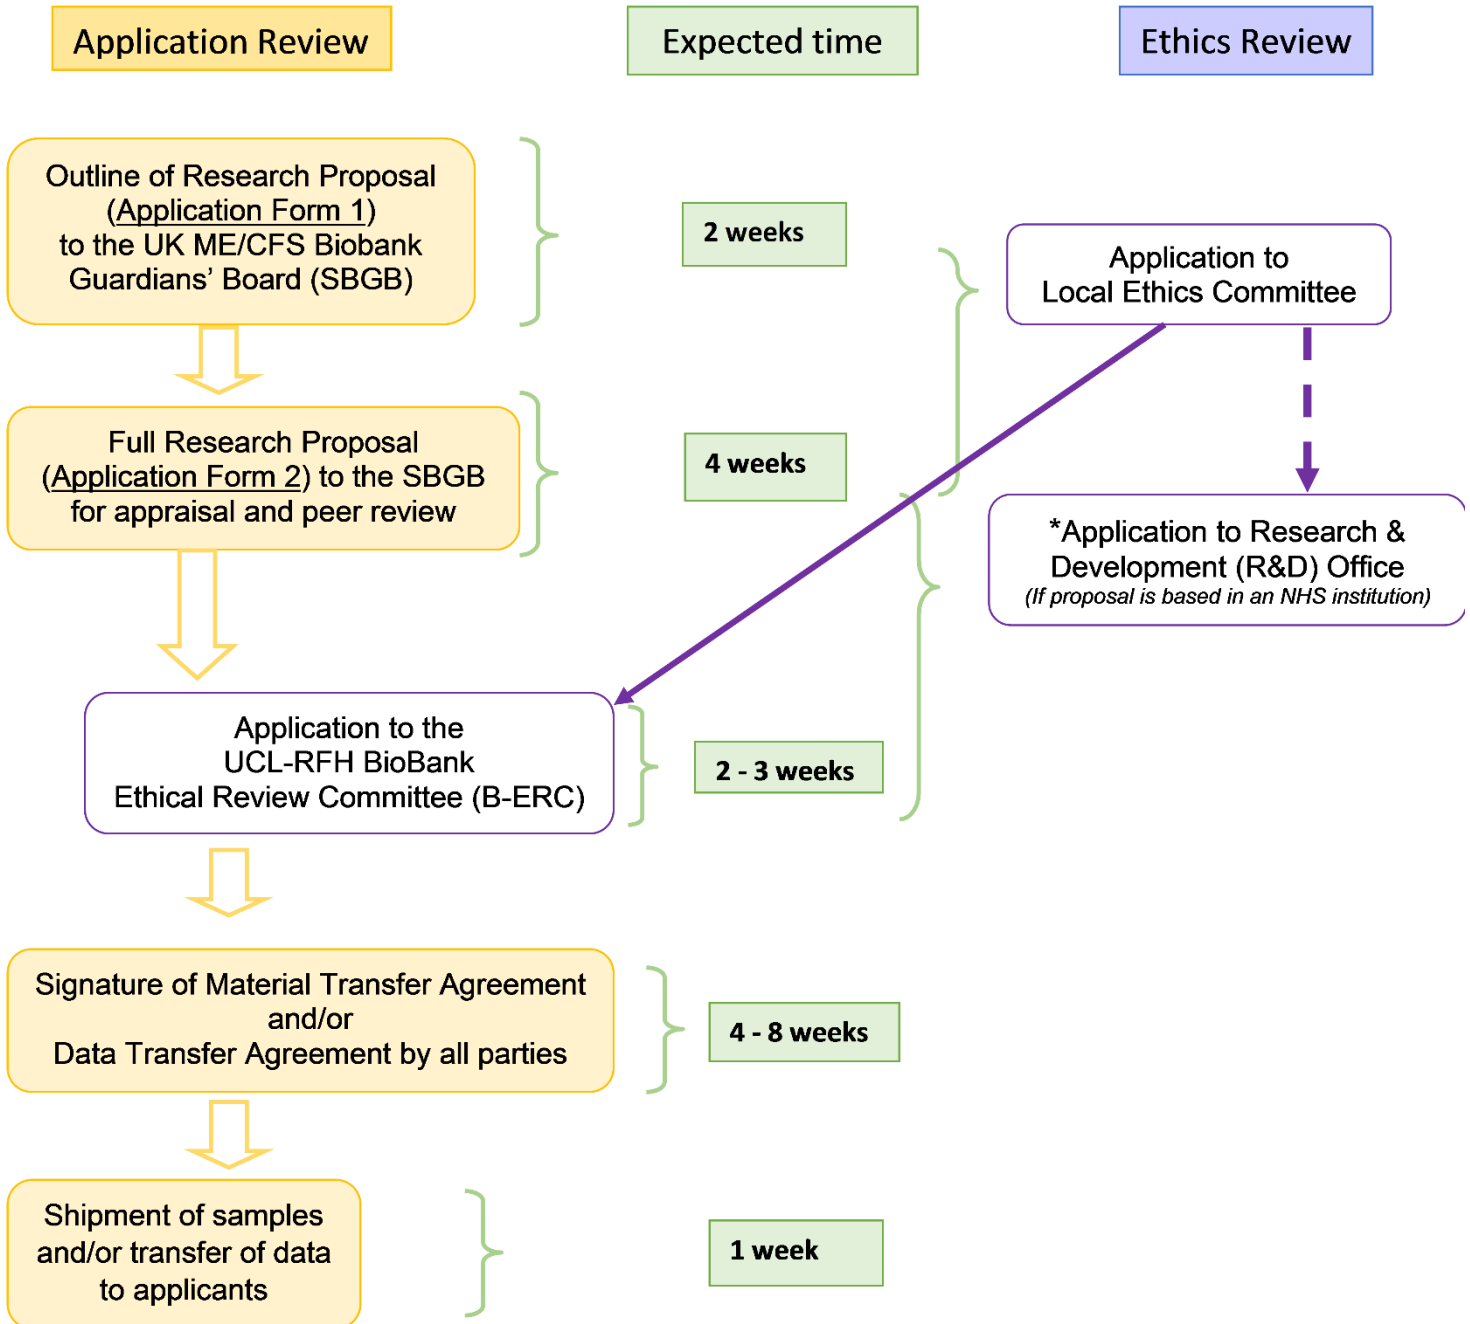 Application Review
Expected time
Ethics Review
Outline of Research Proposal
(Application Form 1)
to the UK ME/CFS Biobank
Guardians’ Board (SBGB)
2 weeks
Application to
Local Ethics Committee
Full Research Proposal
(Application Form 2) to the SBGB
for appraisal and peer review
4 weeks
*Application to Research &
Development (R&D) Office
(If proposal is based in an NHS institution)
Application to the
UCL-RFH BioBank
Ethical Review Committee (B-ERC)
2 - 3 weeks
Signature of Material Transfer Agreement
and/or
Data Transfer Agreement by all parties
4 - 8 weeks
Shipment of samples
and/or transfer of data
to applicants
1 week